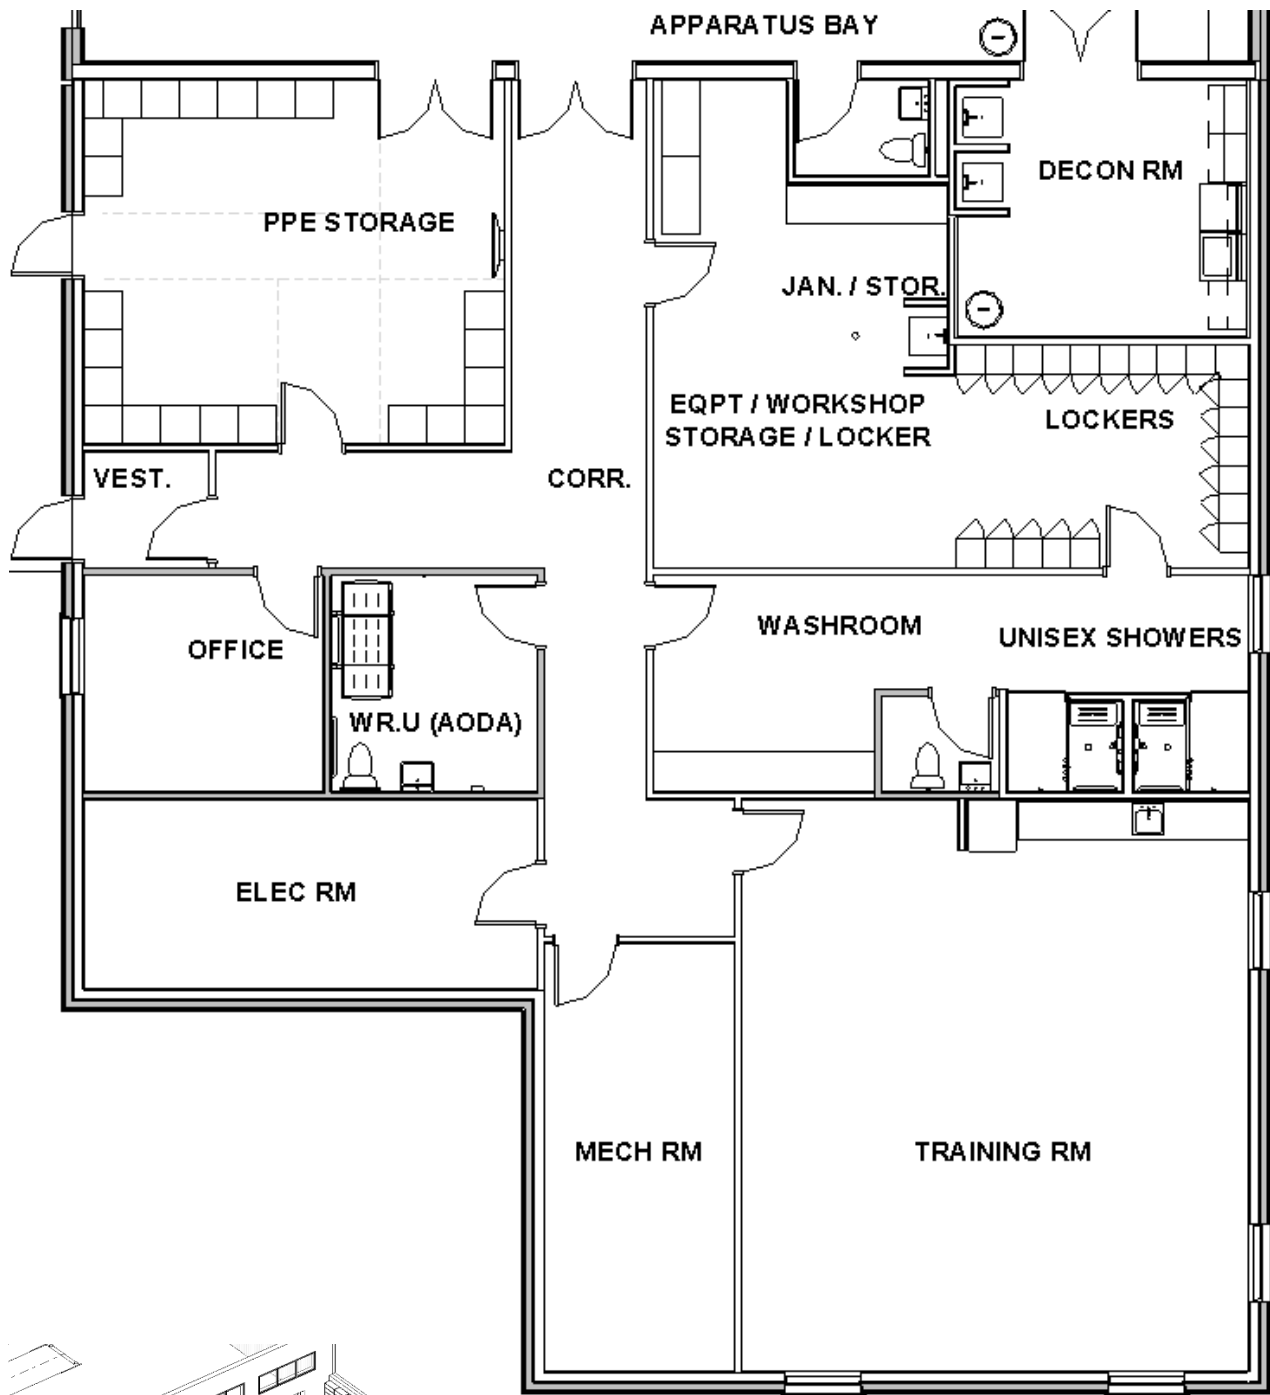 APPARATUS BAY
DECON RM
PPE STORAGE
JAN. / STOR.
EQPT / WORKSHOP
STORAGE / LOCKER
LOCKERS
VEST.
CORR.
WASHROOM
UNISEX SHOWERS
OFFICE
WR.U (AODA)
ELEC RM
MECH RM
TRAINING RM